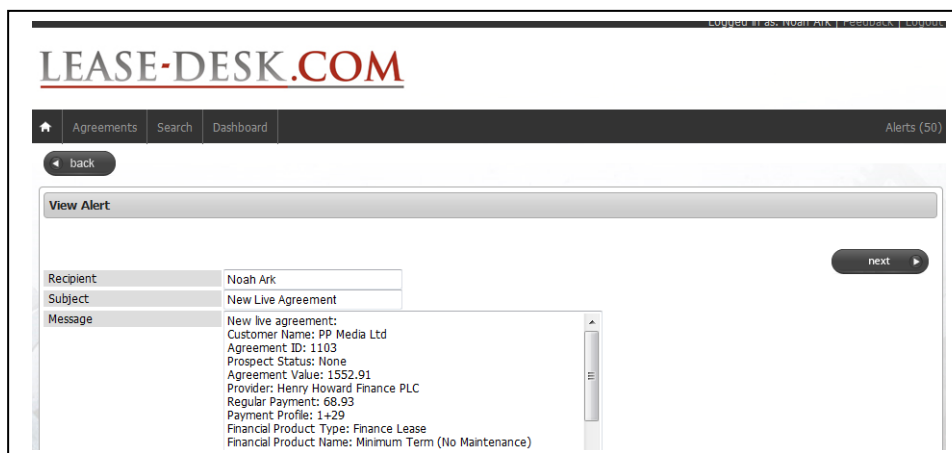 Logged in as: Noah Ark | Feedback | Logout
LEASE-DESK.COM
Agreements Search Dashboard Alerts (50)
back
View Alert
next
Recipient Noah Ark
Subject New Live Agreement
Message New live agreement:
Customer Name: PP Media Ltd
Agreement ID: 1103
Prospect Status: None
Agreement Value: 1552.91
Provider: Henry Howard Finance PLC
Regular Payment: 68.93
Payment Profile: 1+29
Financial Product Type: Finance Lease
Financial Product Name: Minimum Term (No Maintenance)